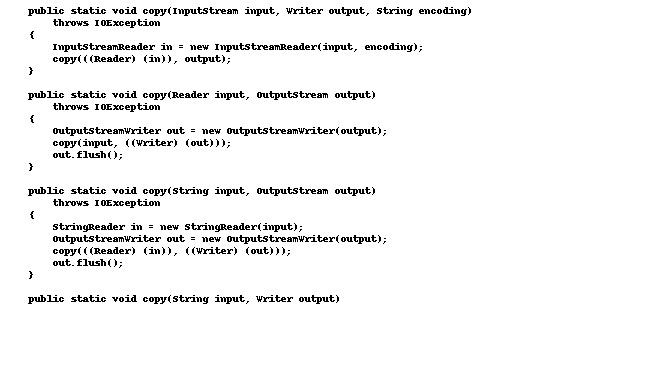 public static void copy(InputStream input, Writer output, String encoding)
    throws IOException
{
    InputStreamReader in = new InputStreamReader(input, encoding);
    copy(((Reader) (in)), output);
}

public static void copy(Reader input, OutputStream output)
    throws IOException
{
    OutputStreamWriter out = new OutputStreamWriter(output);
    copy(input, ((Writer) (out)));
    out.flush();
}

public static void copy(String input, OutputStream output)
    throws IOException
{
    StringReader in = new StringReader(input);
    OutputStreamWriter out = new OutputStreamWriter(output);
    copy(((Reader) (in)), ((Writer) (out)));
    out.flush();
}

public static void copy(String input, Writer output)